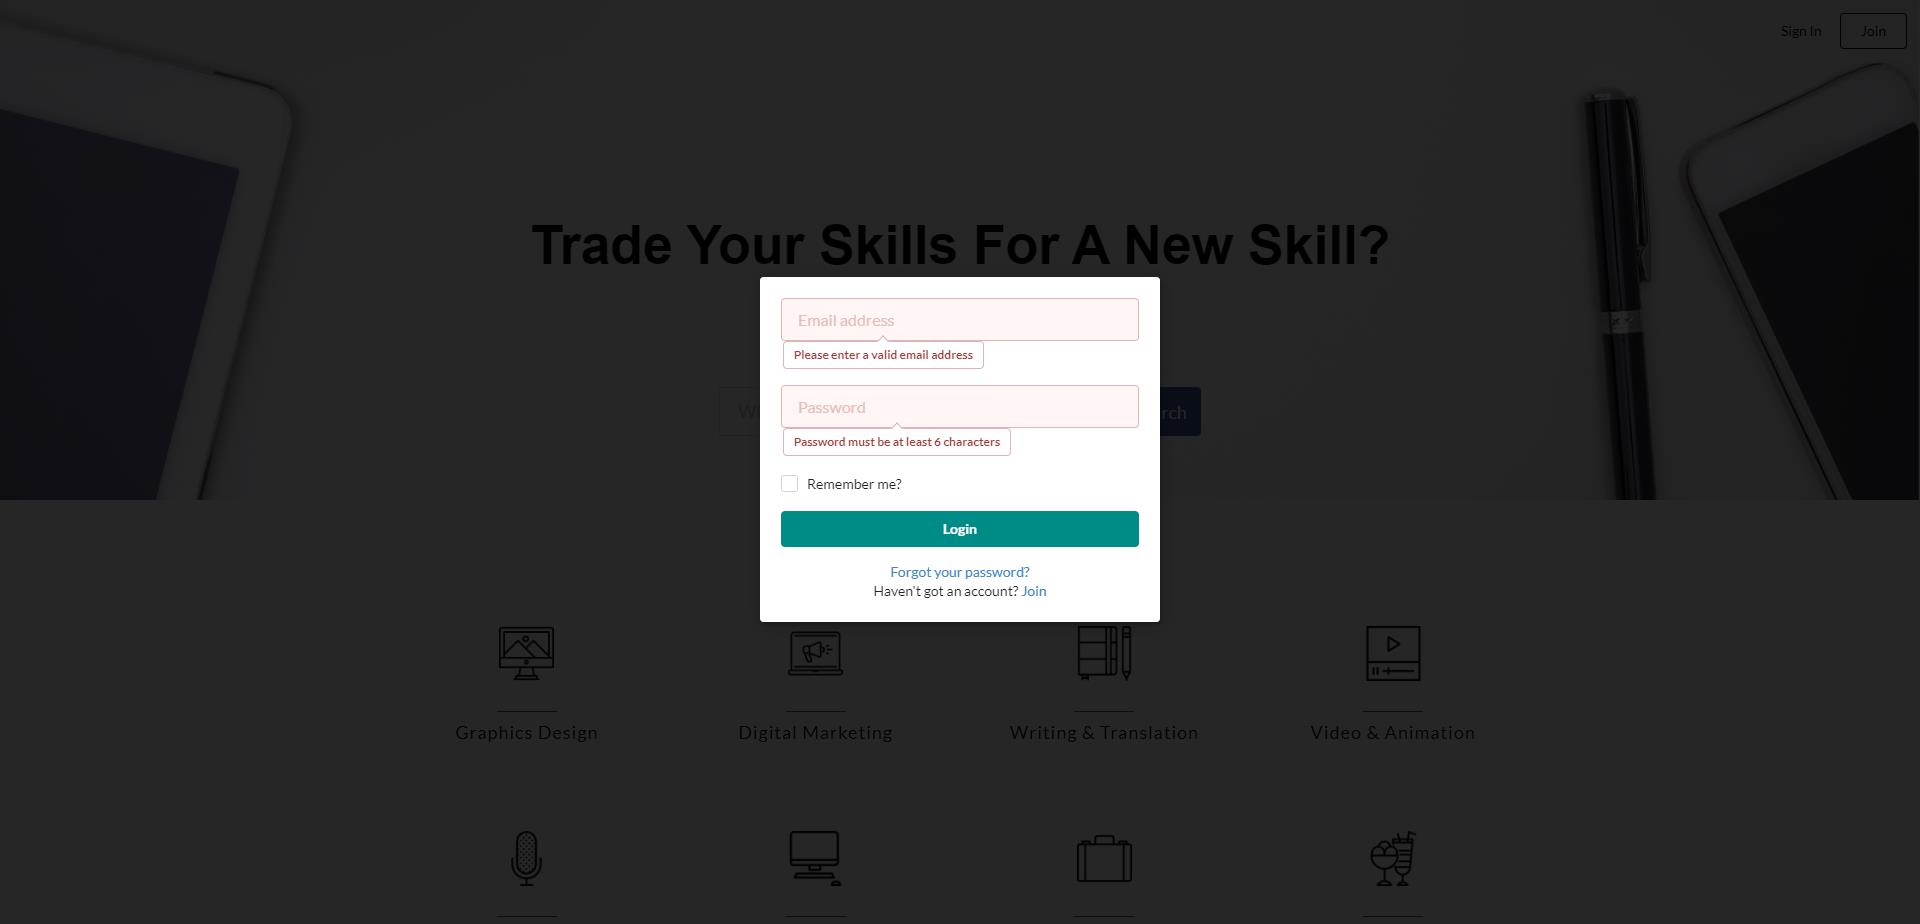 Sign In
Join
Trade Your Skills For A New Skill?
Email address
Please enter a valid email address
Password
Password must be at least 6 characters
Remember me?
Login
Forgot your password?
Haven't got an account? Join
Graphics Design
Digital Marketing
Writing & Translation
Video & Animation